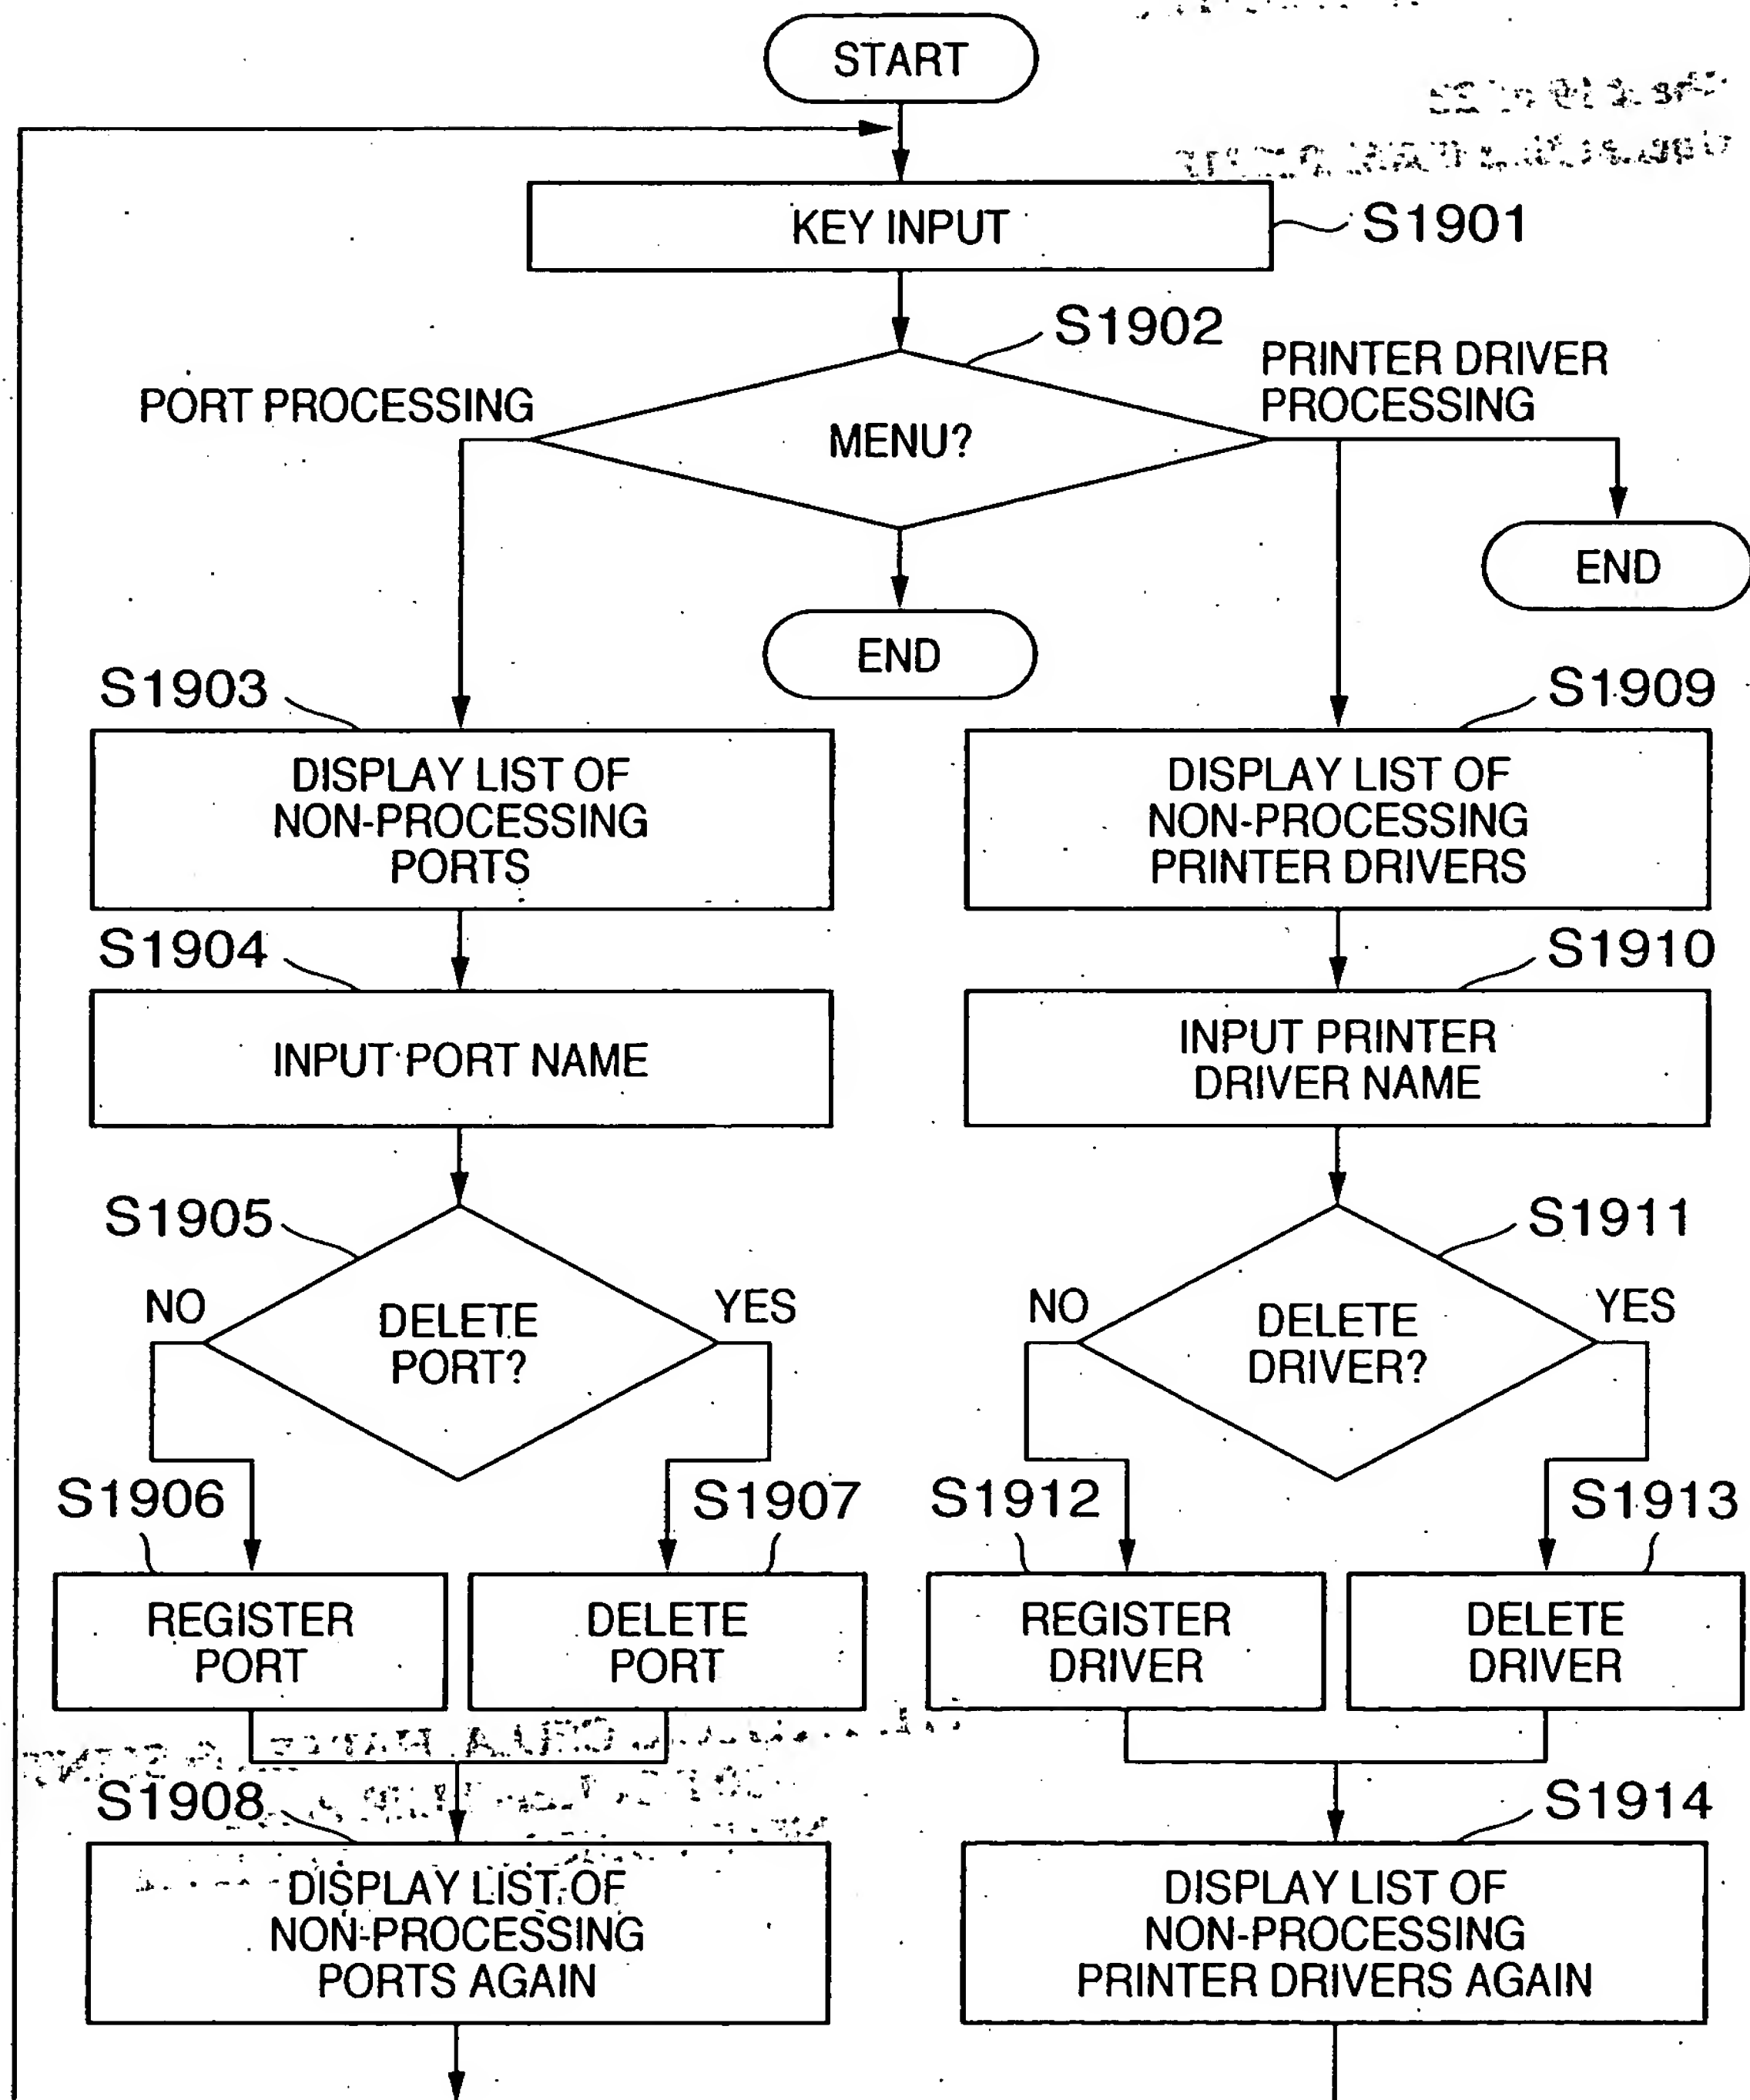 START
KEY INPUT
S1901
S1902
PORT PROCESSING
PRINTER DRIVER
PROCESSING
MENU?
END
END
S1903
S1909
DISPLAY LIST OF
NON-PROCESSING
PORTS
DISPLAY LIST OF
NON-PROCESSING
PRINTER DRIVERS
S1904
S1910
INPUT PORT NAME
INPUT PRINTER
DRIVER NAME
S1905
S1911
NO
DELETE
PORT?
YES
NO
DELETE
DRIVER?
YES
S1906
S1907
S1912
S1913
REGISTER
PORT
DELETE
PORT
REGISTER
DRIVER
DELETE
DRIVER
S1908
S1914
DISPLAY LIST OF
NON-PROCESSING
PORTS AGAIN
DISPLAY LIST OF
NON-PROCESSING
PRINTER DRIVERS AGAIN